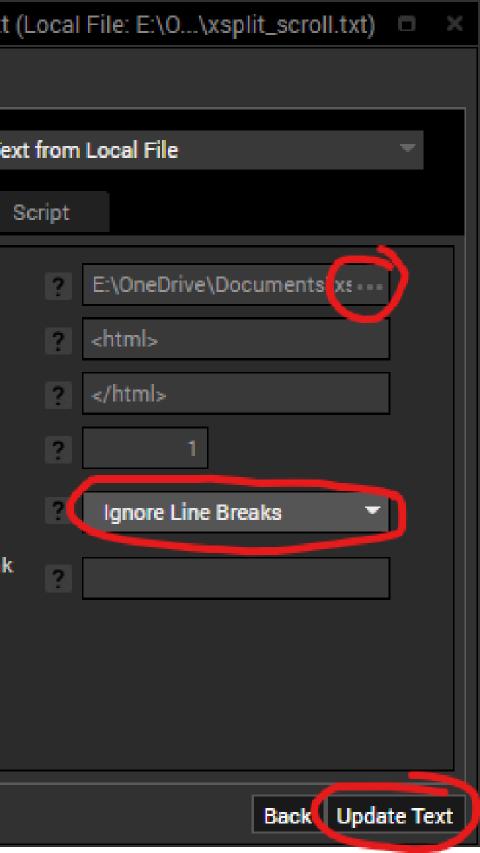 t (Local File: E:\O...\xsplit_scroll.txt)
ext from Local File
Script
? E:\OneDrive\Documents\xs ...
? <html>
? </html>
? 1
? Ignore Line Breaks
k
?
Back Update Text